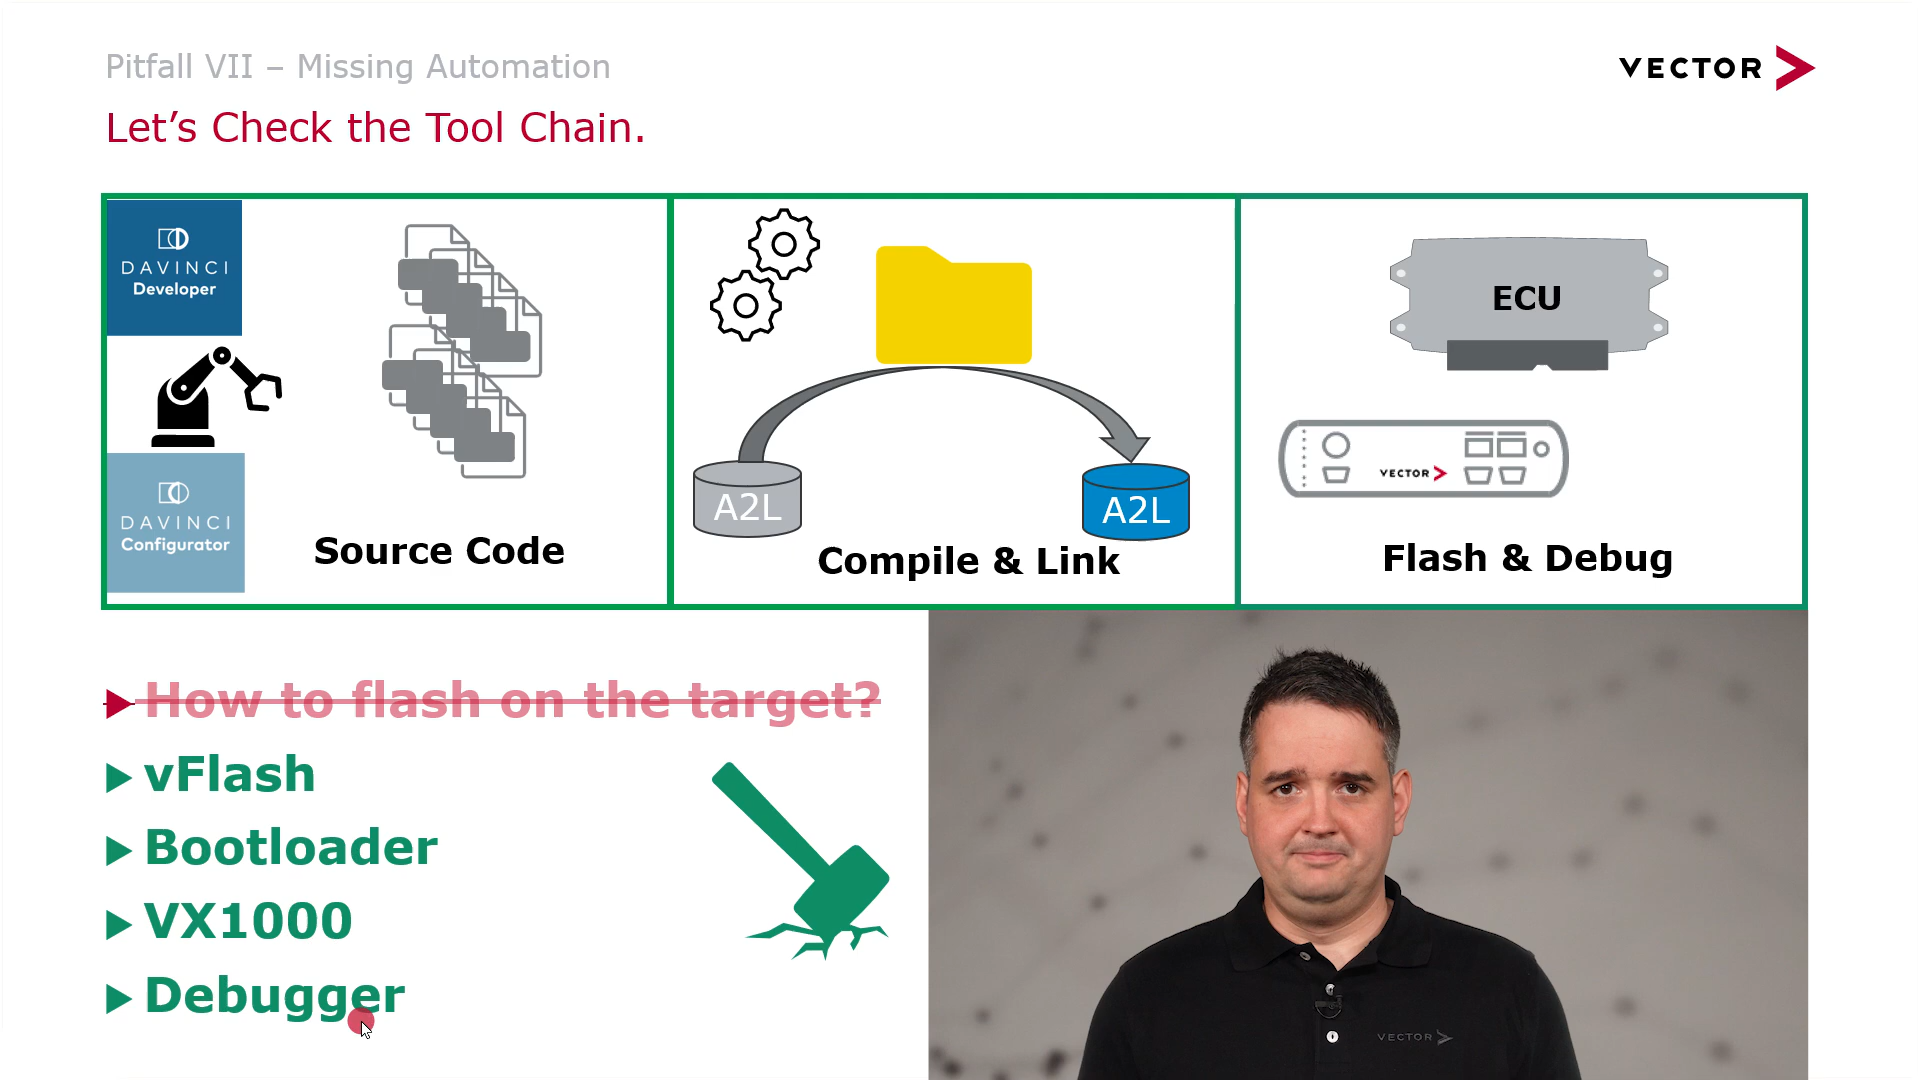 Pitfall VII – Missing Automation
VECTOR
Let's Check the Tool Chain.
DAVINCI
Developer
DAVINCI
Configurator
Source Code
A2L
A2L
Compile & Link
ECU
VECTOR
Flash & Debug
How to flash on the target?
vFlash
Bootloader
VX1000
Debugger
VECTOR